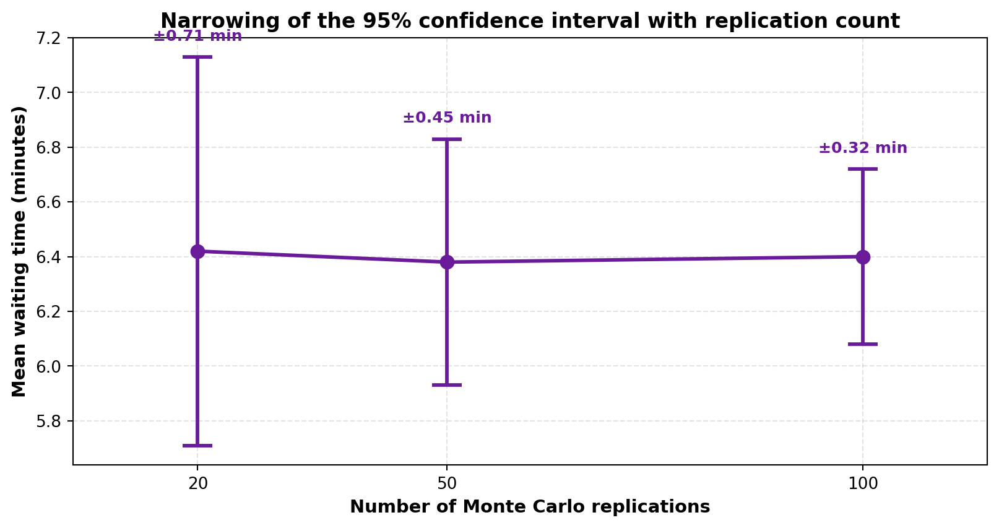 Narrowing of the 95% confidence interval with replication count
±0.71 min
±0.45 min
±0.32 min
Mean waiting time (minutes)
7.2
7.0
6.8
6.6
6.4
6.2
6.0
5.8
20
50
100
Number of Monte Carlo replications